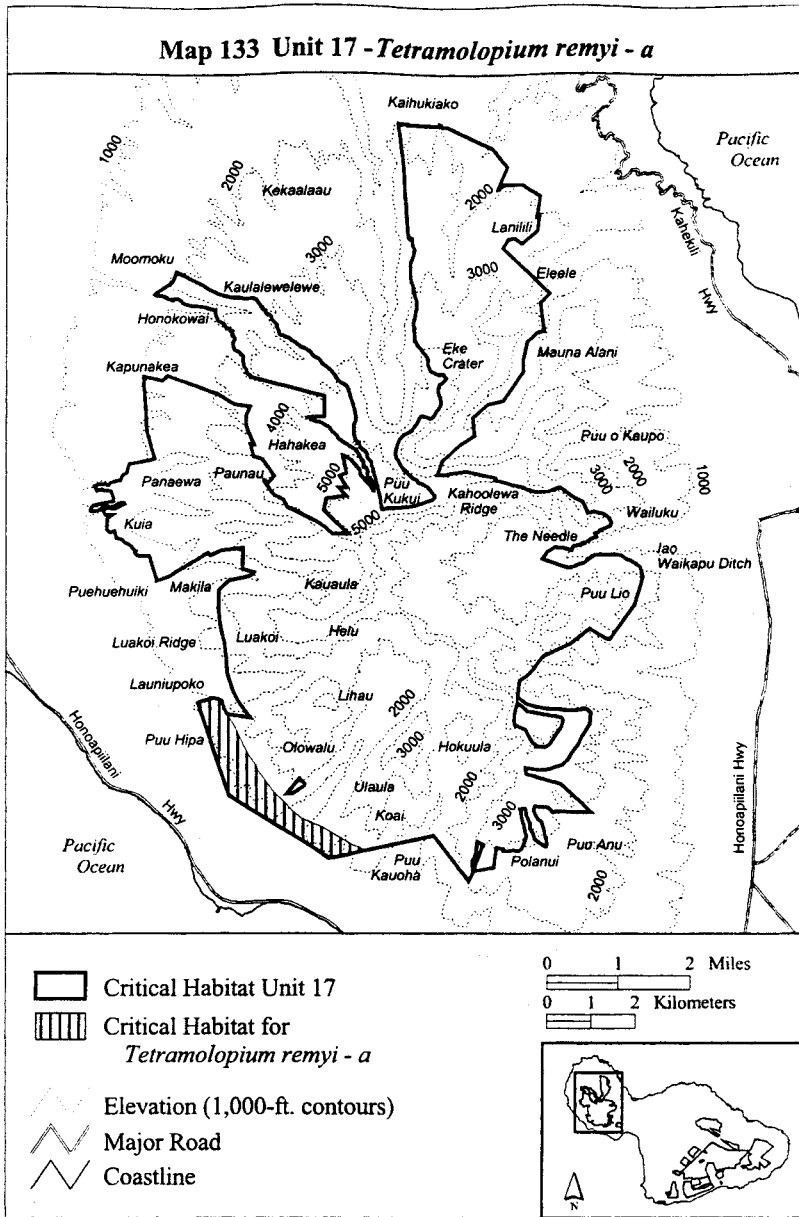 Map 133 Unit 17 - Tetramolopium remyi - a
Kaihukiako
Pacific
Ocean
1000
2000
Kekaalaau
2000
Lanilili
Kahekili
Hwy
3000
3000
Moomoku
Kaulalewelewe
Eleele
Honokowai
Eke
Crater
Mauna Alani
Kapunakea
4000
Hahakea
Puu o Kaupo
3000
2000
1000
Panaewa
Paunau
5000
Puu
Kukui
Kahoolewa
Ridge
Wailuku
Kuia
5000
The Needle
Iao
Waikapu Ditch
Puehuehuiki
Makila
Kauaula
Puu Lio
Luakoi Ridge
Luakoi
Helu
Launiupoko
Lihau
2000
Honoapiilani
Hwy
Puu Hipa
Olowalu
3000
Hokuula
Ulaula
2000
Koai
3000
Honoapiilani Hwy
Pacific
Ocean
Puu
Kauoha
Polanui
Puu Anu
2000
Critical Habitat Unit 17
Critical Habitat for
Tetramolopium remyi - a
Elevation (1,000-ft. contours)
Major Road
Coastline
0 1 2 Miles
0 1 2 Kilometers
N